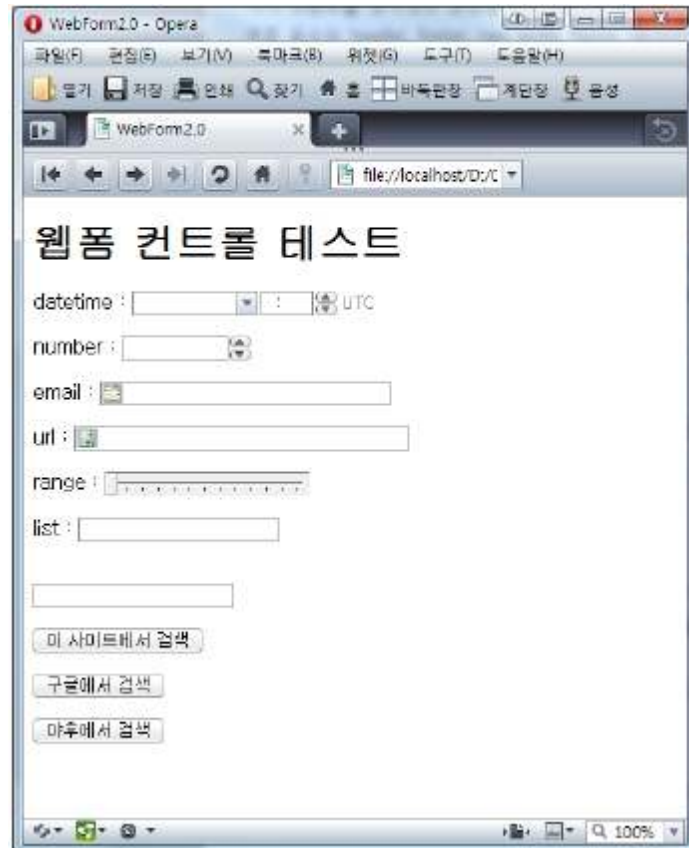 WebForm2.0 - Opera
파일(F) 편집(E) 보기(V) 북마크(B) 위젯(G) 도구(T) 도움말(H)
열기 저장 인쇄 찾기 홈 바둑판창 계단창 음성
WebForm2.0
file://localhost/D:/
웹폼 컨트롤 테스트
datetime : : UTC
number :
email :
url :
range :
list :
이 사이트에서 검색
구글에서 검색
야후에서 검색
100%